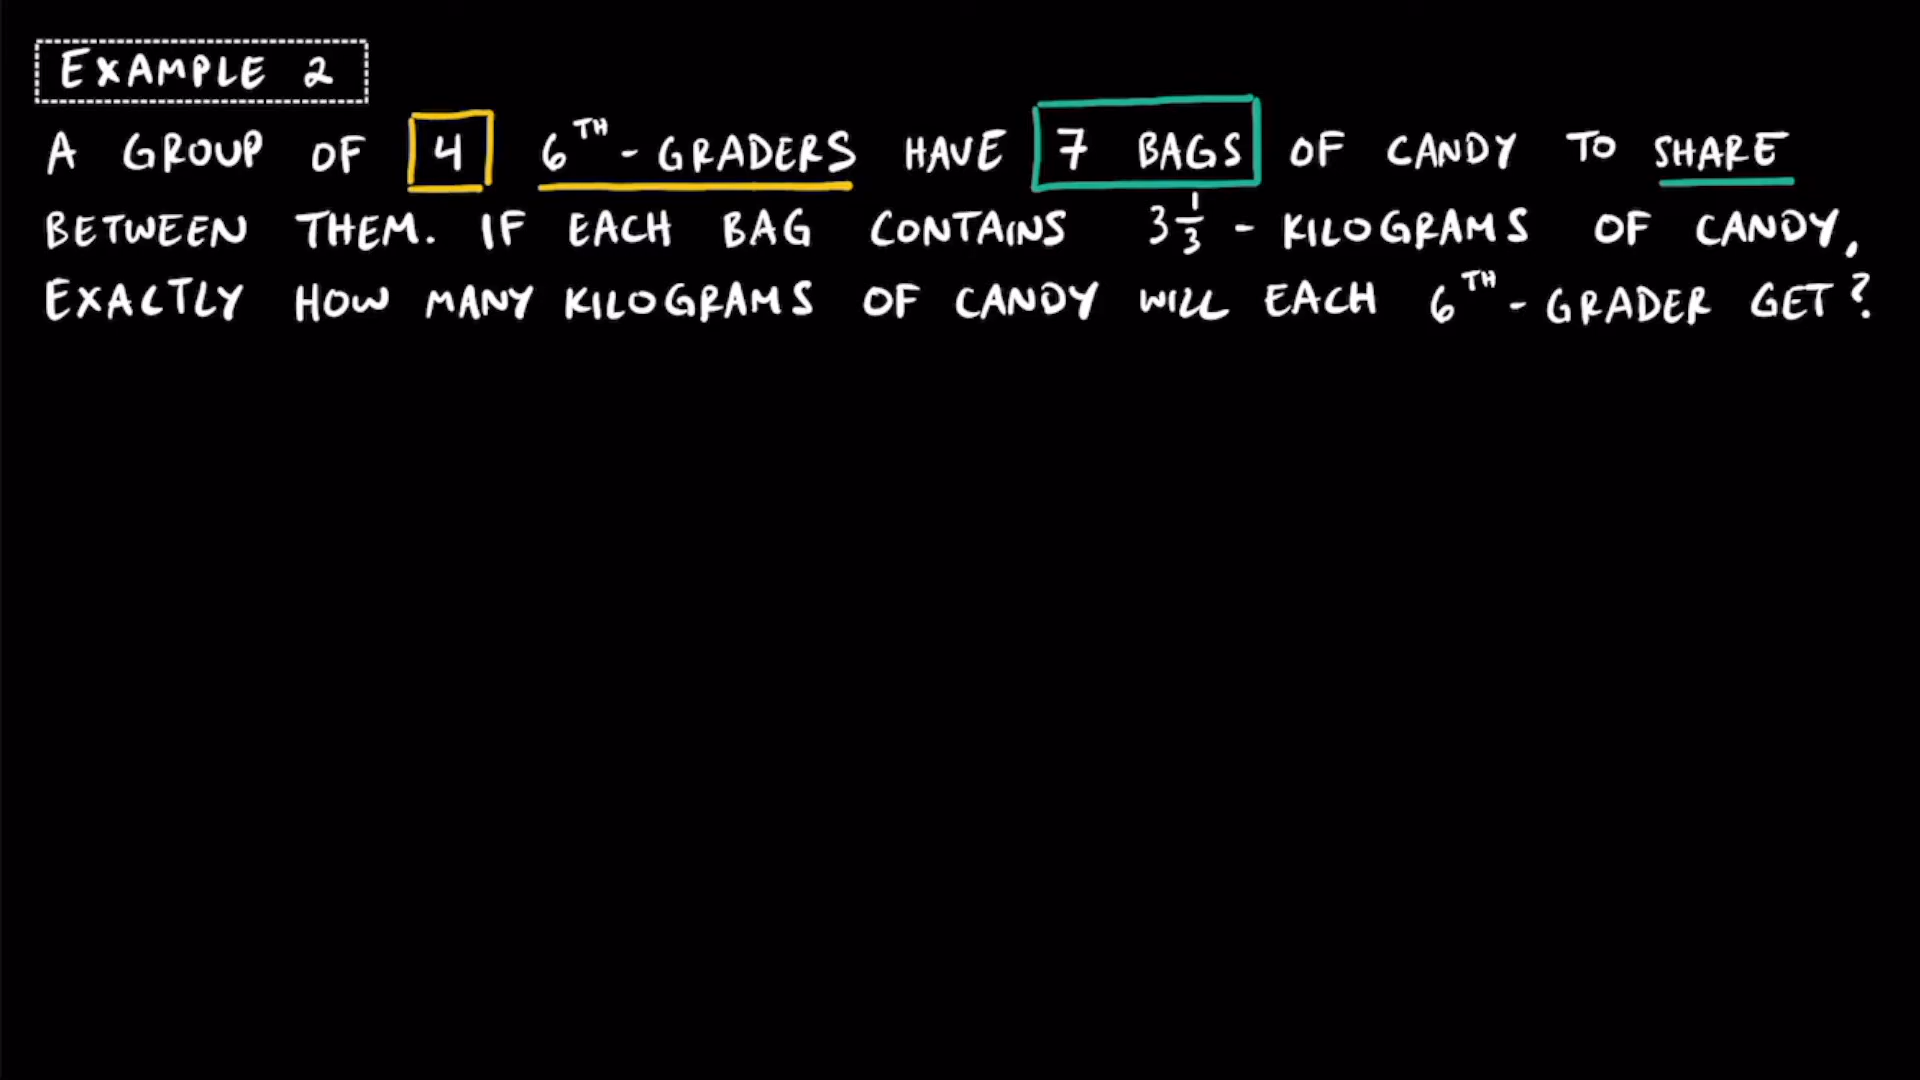 EXAMPLE 2
A GROUP OF 4 6TH-GRADERS HAVE 7 BAGS OF CANDY TO SHARE
BETWEEN THEM. IF EACH BAG CONTAINS 3 1/3 - KILOGRAMS OF CANDY,
EXACTLY HOW MANY KILOGRAMS OF CANDY WILL EACH 6TH-GRADER GET?